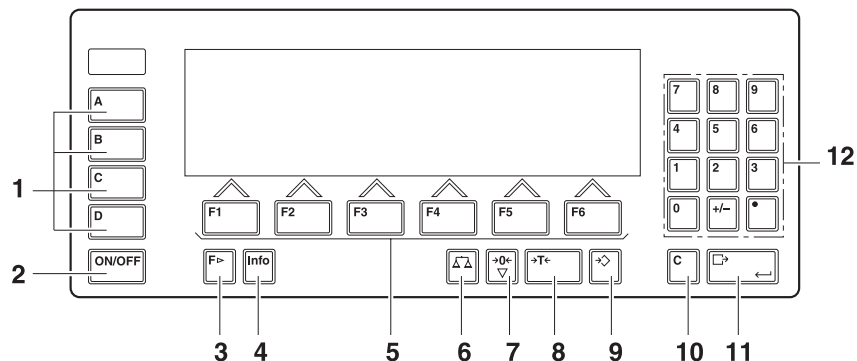 A
B
C
D
ON/OFF
F1 F2 F3 F4 F5 F6
F▹ Info →0← ▽ →T← →◇
7 8 9
4 5 6
1 2 3
0 +/− •
C
1
2
3 4 5 6 7 8 9 10 11
12